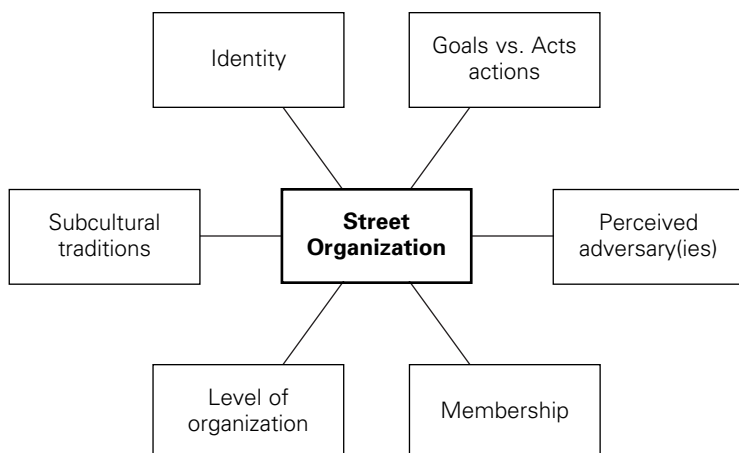 Identity
Goals vs. Acts
actions
Subcultural
traditions
Street
Organization
Perceived
adversary(ies)
Level of
organization
Membership